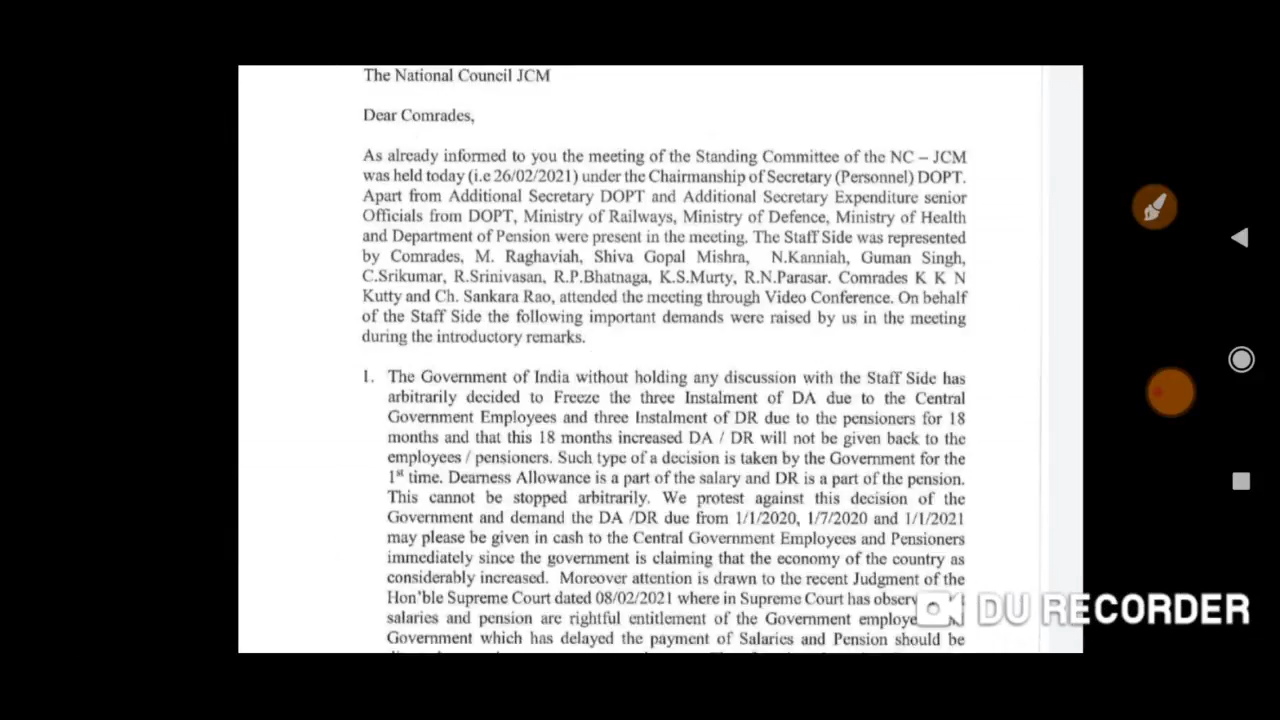 The National Council JCM
Dear Comrades,
As already informed to you the meeting of the Standing Committee of the NC – JCM
was held today (i.e 26/02/2021) under the Chairmanship of Secretary (Personnel) DOPT.
Apart from Additional Secretary DOPT and Additional Secretary Expenditure senior
Officials from DOPT, Ministry of Railways, Ministry of Defence, Ministry of Health
and Department of Pension were present in the meeting. The Staff Side was represented
by Comrades, M. Raghaviah, Shiva Gopal Mishra, N.Kanniah, Guman Singh,
C.Srikumar, R.Srinivasan, R.P.Bhatnaga, K.S.Murty, R.N.Parasar. Comrades K K N
Kutty and Ch. Sankara Rao, attended the meeting through Video Conference. On behalf
of the Staff Side the following important demands were raised by us in the meeting
during the introductory remarks.
1. The Government of India without holding any discussion with the Staff Side has
arbitrarily decided to Freeze the three Instalment of DA due to the Central
Government Employees and three Instalment of DR due to the pensioners for 18
months and that this 18 months increased DA / DR will not be given back to the
employees / pensioners. Such type of a decision is taken by the Government for the
1st time. Dearness Allowance is a part of the salary and DR is a part of the pension.
This cannot be stopped arbitrarily. We protest against this decision of the
Government and demand the DA /DR due from 1/1/2020, 1/7/2020 and 1/1/2021
may please be given in cash to the Central Government Employees and Pensioners
immediately since the government is claiming that the economy of the country as
considerably increased. Moreover attention is drawn to the recent Judgment of the
Hon'ble Supreme Court dated 08/02/2021 where in Supreme Court has observ
salaries and pension are rightful entitlement of the Government employe
Government which has delayed the payment of Salaries and Pension should be
DU RECORDER